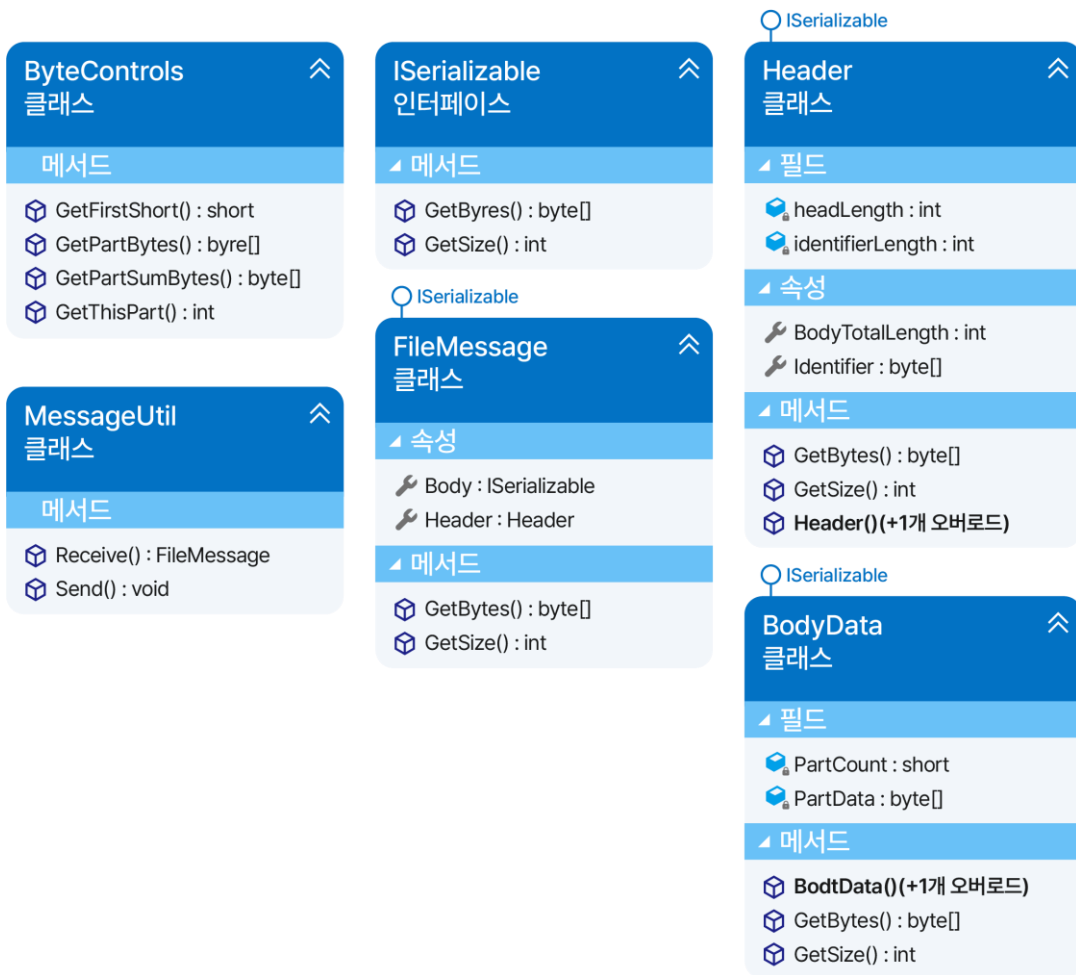 ByteControls
클래스
메서드
GetFirstShort() : short
GetPartBytes() : byre[]
GetPartSumBytes() : byte[]
GetThisPart() : int
MessageUtil
클래스
메서드
Receive() : FileMessage
Send() : void
ISerializable
인터페이스
메서드
GetByres() : byte[]
GetSize() : int
ISerializable
FileMessage
클래스
속성
Body : ISerializable
Header : Header
메서드
GetBytes() : byte[]
GetSize() : int
ISerializable
Header
클래스
필드
headLength : int
identifierLength : int
속성
BodyTotalLength : int
Identifier : byte[]
메서드
GetBytes() : byte[]
GetSize() : int
Header()(+1개 오버로드)
ISerializable
BodyData
클래스
필드
PartCount : short
PartData : byte[]
메서드
BodtData()(+1개 오버로드)
GetBytes() : byte[]
GetSize() : int